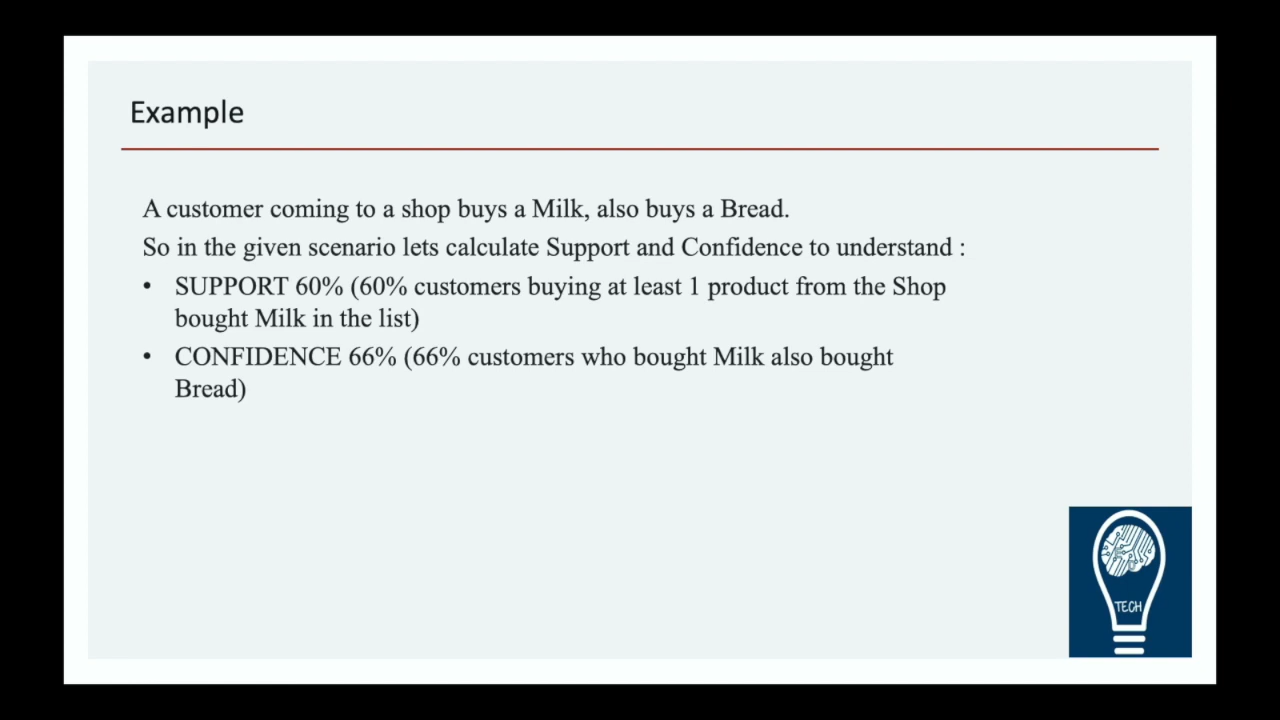 Example
A customer coming to a shop buys a Milk, also buys a Bread.
So in the given scenario lets calculate Support and Confidence to understand :
• SUPPORT 60% (60% customers buying at least 1 product from the Shop
bought Milk in the list)
• CONFIDENCE 66% (66% customers who bought Milk also bought
Bread)
TECH